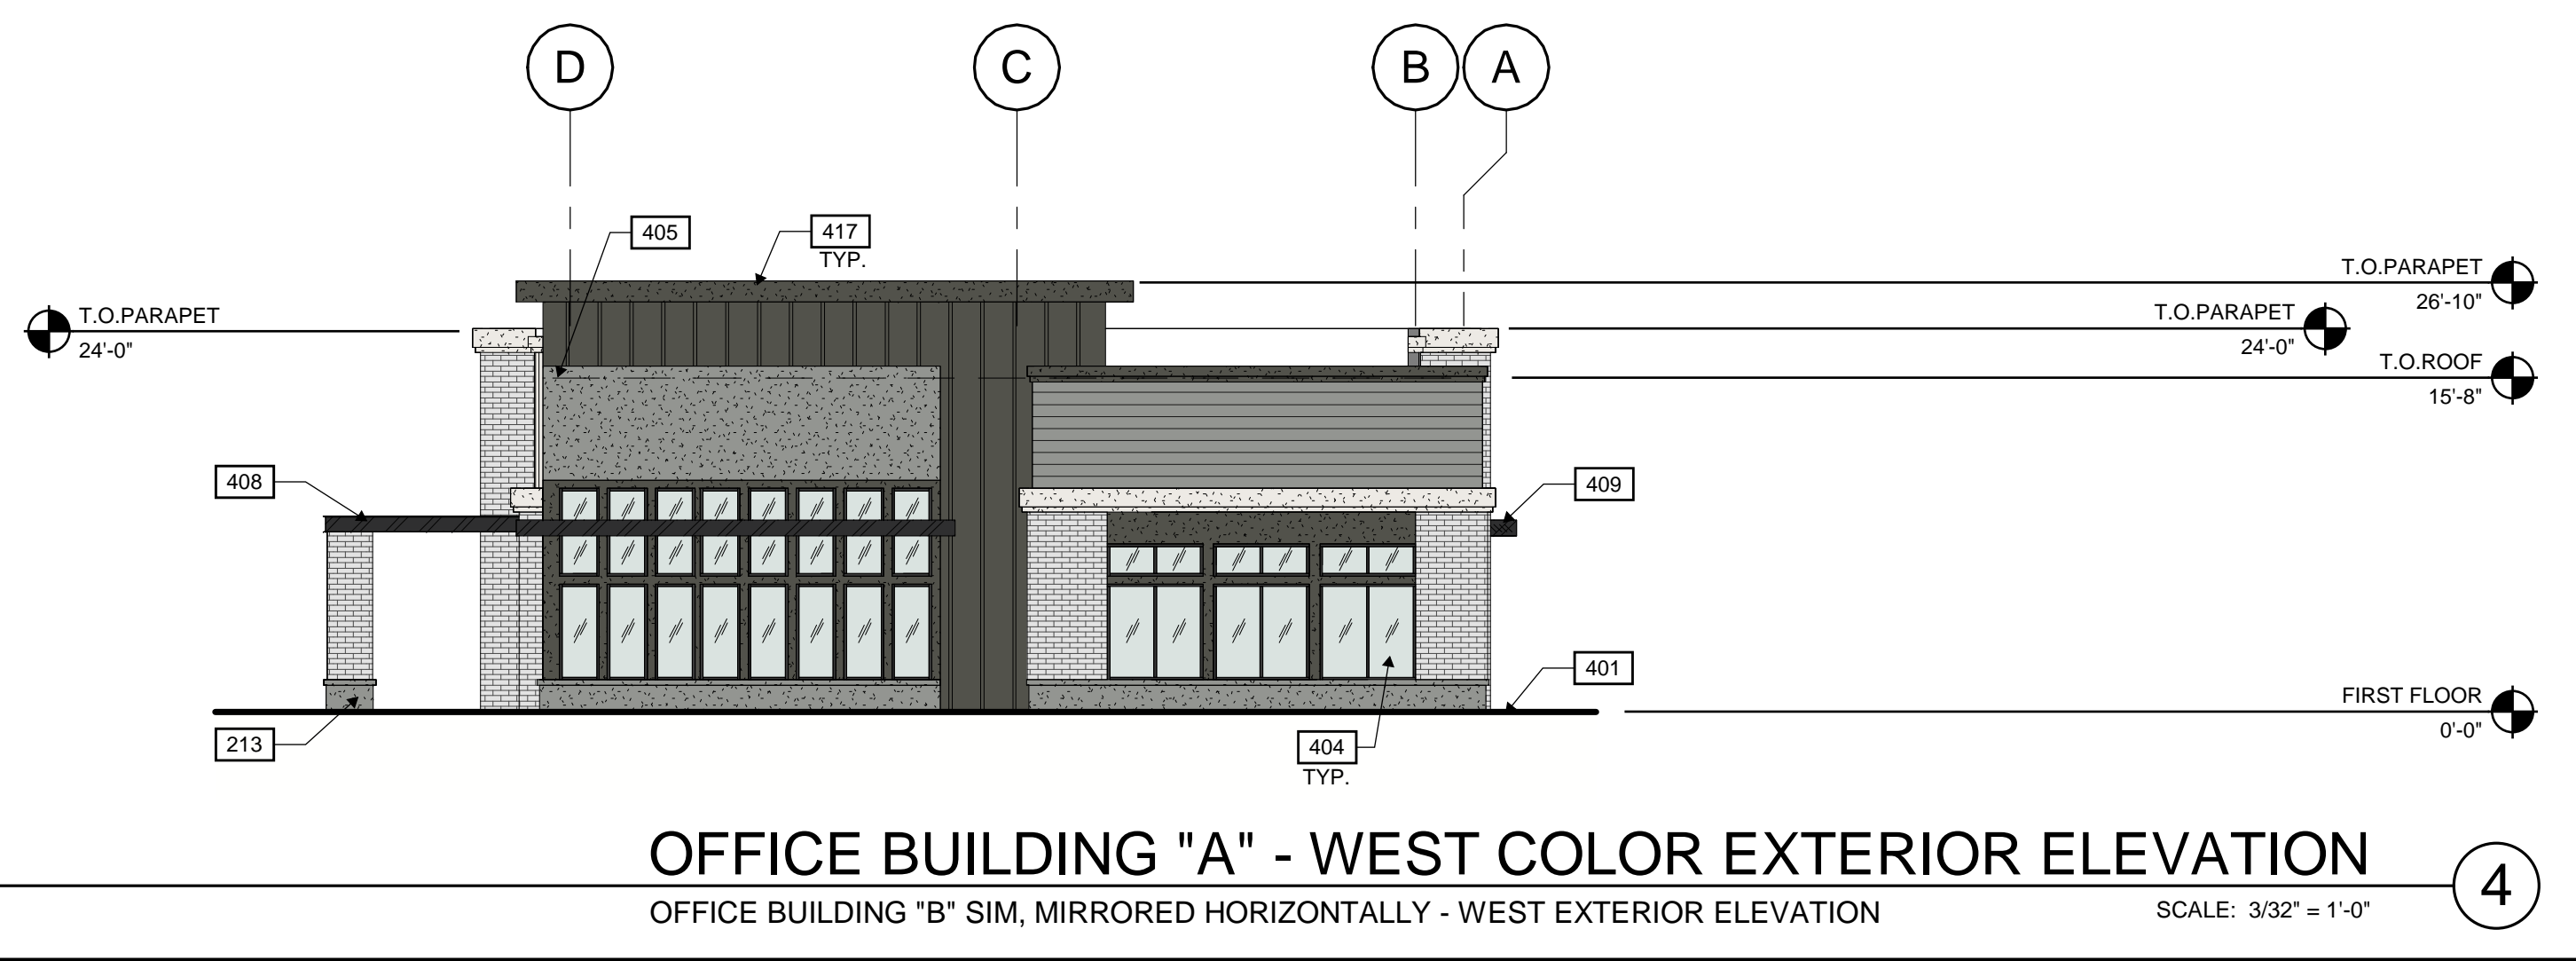 D
C
B
A
405
417
TYP.
T.O.PARAPET
26'-10"
T.O.PARAPET
24'-0"
T.O.PARAPET
24'-0"
T.O.ROOF
15'-8"
408
409
401
FIRST FLOOR
0'-0"
213
404
TYP.
OFFICE BUILDING "A" - WEST COLOR EXTERIOR ELEVATION
4
OFFICE BUILDING "B" SIM, MIRRORED HORIZONTALLY - WEST EXTERIOR ELEVATION
SCALE: 3/32" = 1'-0"